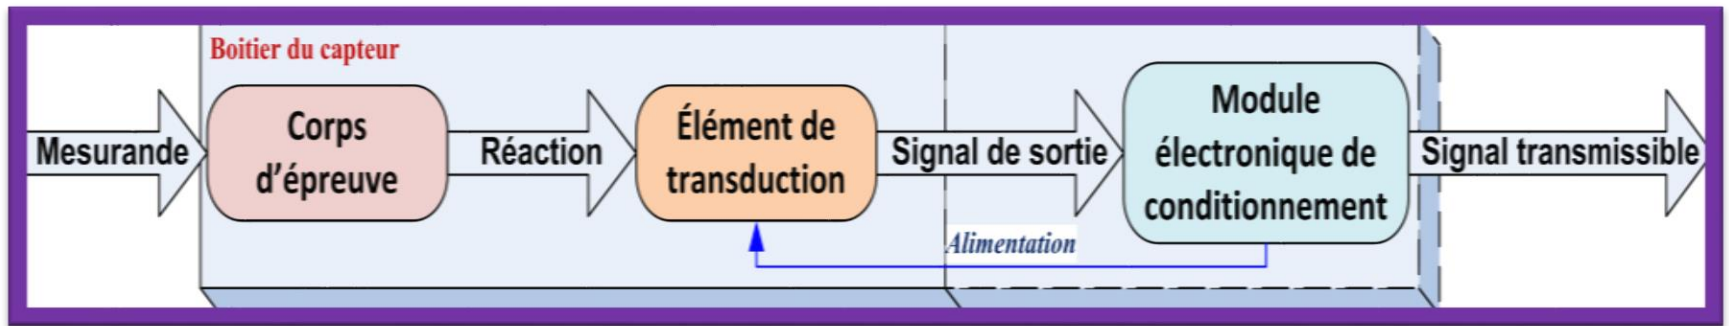 Boitier du capteur
Mesurande
Corps
d’épreuve
Réaction
Élément de
transduction
Signal de sortie
Module
électronique de
conditionnement
Signal transmissible
Alimentation